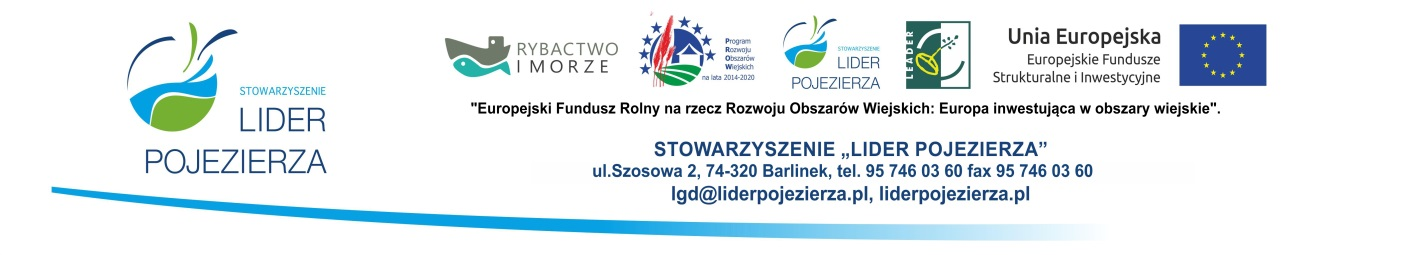 STOWARZYSZENIE
LIDER
POJEZIERZA
RYBACTWO
I MORZE
Program
Rozwoju
Obszarów
Wiejskich
na lata 2014-2020
STOWARZYSZENIE
LIDER
POJEZIERZA
LEADER
Unia Europejska
Europejskie Fundusze
Strukturalne i Inwestycyjne
"Europejski Fundusz Rolny na rzecz Rozwoju Obszarów Wiejskich: Europa inwestująca w obszary wiejskie".
STOWARZYSZENIE „LIDER POJEZIERZA”
ul.Szosowa 2, 74-320 Barlinek, tel. 95 746 03 60 fax 95 746 03 60
lgd@liderpojezierza.pl, liderpojezierza.pl